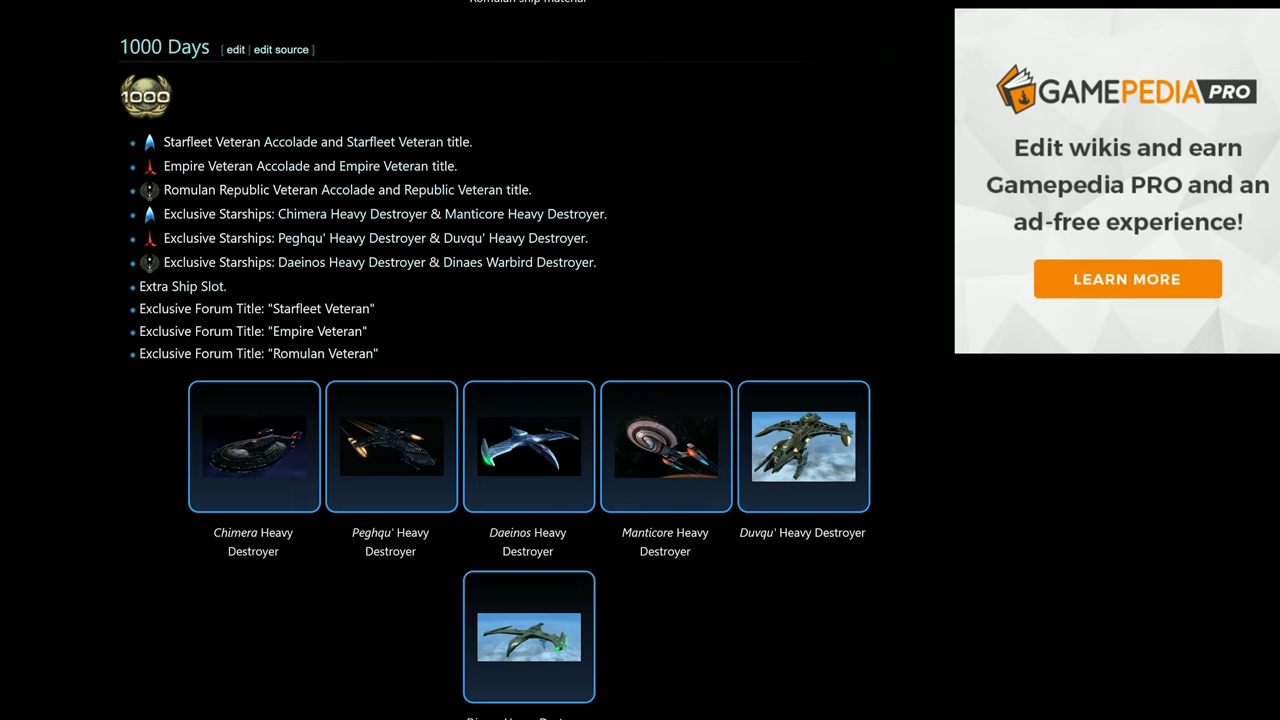 Romulan ship material
1000 Days [ edit | edit source ]
1000
Starfleet Veteran Accolade and Starfleet Veteran title.
Empire Veteran Accolade and Empire Veteran title.
Romulan Republic Veteran Accolade and Republic Veteran title.
Exclusive Starships: Chimera Heavy Destroyer & Manticore Heavy Destroyer.
Exclusive Starships: Peghqu' Heavy Destroyer & Duvqu' Heavy Destroyer.
Exclusive Starships: Daeinos Heavy Destroyer & Dinaes Warbird Destroyer.
Extra Ship Slot.
Exclusive Forum Title: "Starfleet Veteran"
Exclusive Forum Title: "Empire Veteran"
Exclusive Forum Title: "Romulan Veteran"
Chimera Heavy
Destroyer
Peghqu' Heavy
Destroyer
Daeinos Heavy
Destroyer
Manticore Heavy
Destroyer
Duvqu' Heavy Destroyer
GAMEPEDIA PRO
Edit wikis and earn
Gamepedia PRO and an
ad-free experience!
LEARN MORE